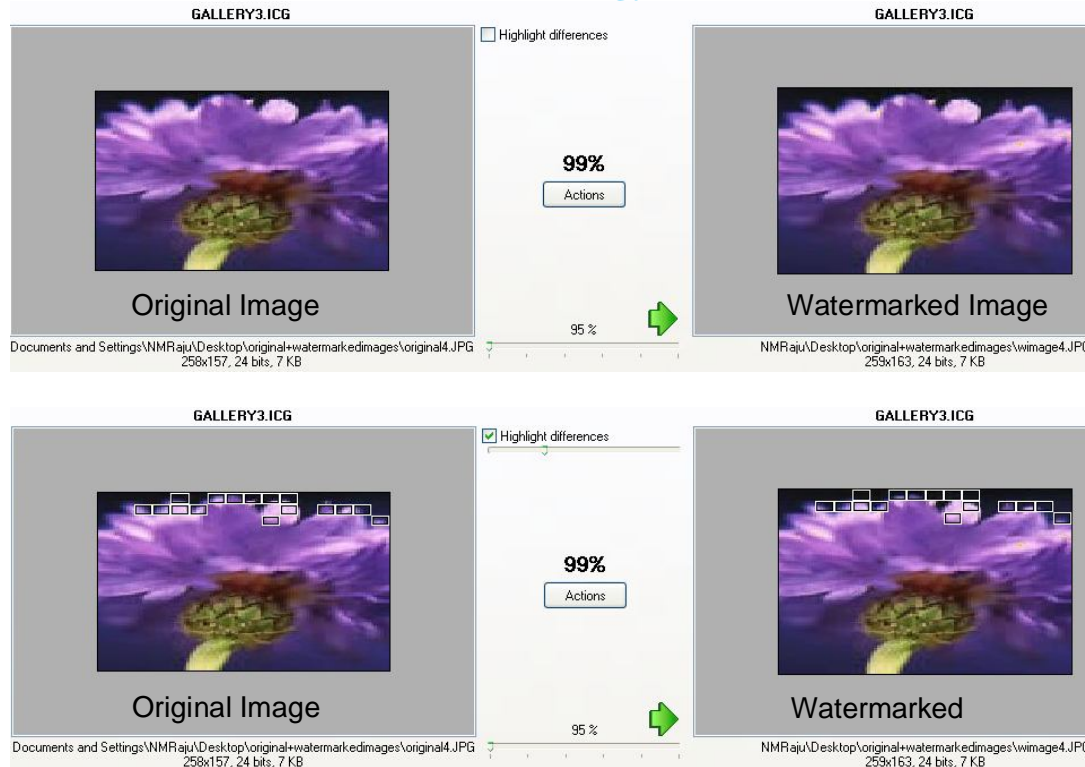 GALLERY3.ICG
GALLERY3.ICG
Highlight differences
99%
Actions
Original Image
Watermarked Image
95 %
Documents and Settings\NMRaju\Desktop\original+watermarkedimages\original4.JPG
258x157, 24 bits, 7 KB
NMRaju\Desktop\original+watermarkedimages\wimage4.JPG
259x163, 24 bits, 7 KB
GALLERY3.ICG
GALLERY3.ICG
Highlight differences
99%
Actions
Original Image
Watermarked
95 %
Documents and Settings\NMRaju\Desktop\original+watermarkedimages\original4.JPG
258x157, 24 bits, 7 KB
NMRaju\Desktop\original+watermarkedimages\wimage4.JPG
259x163, 24 bits, 7 KB